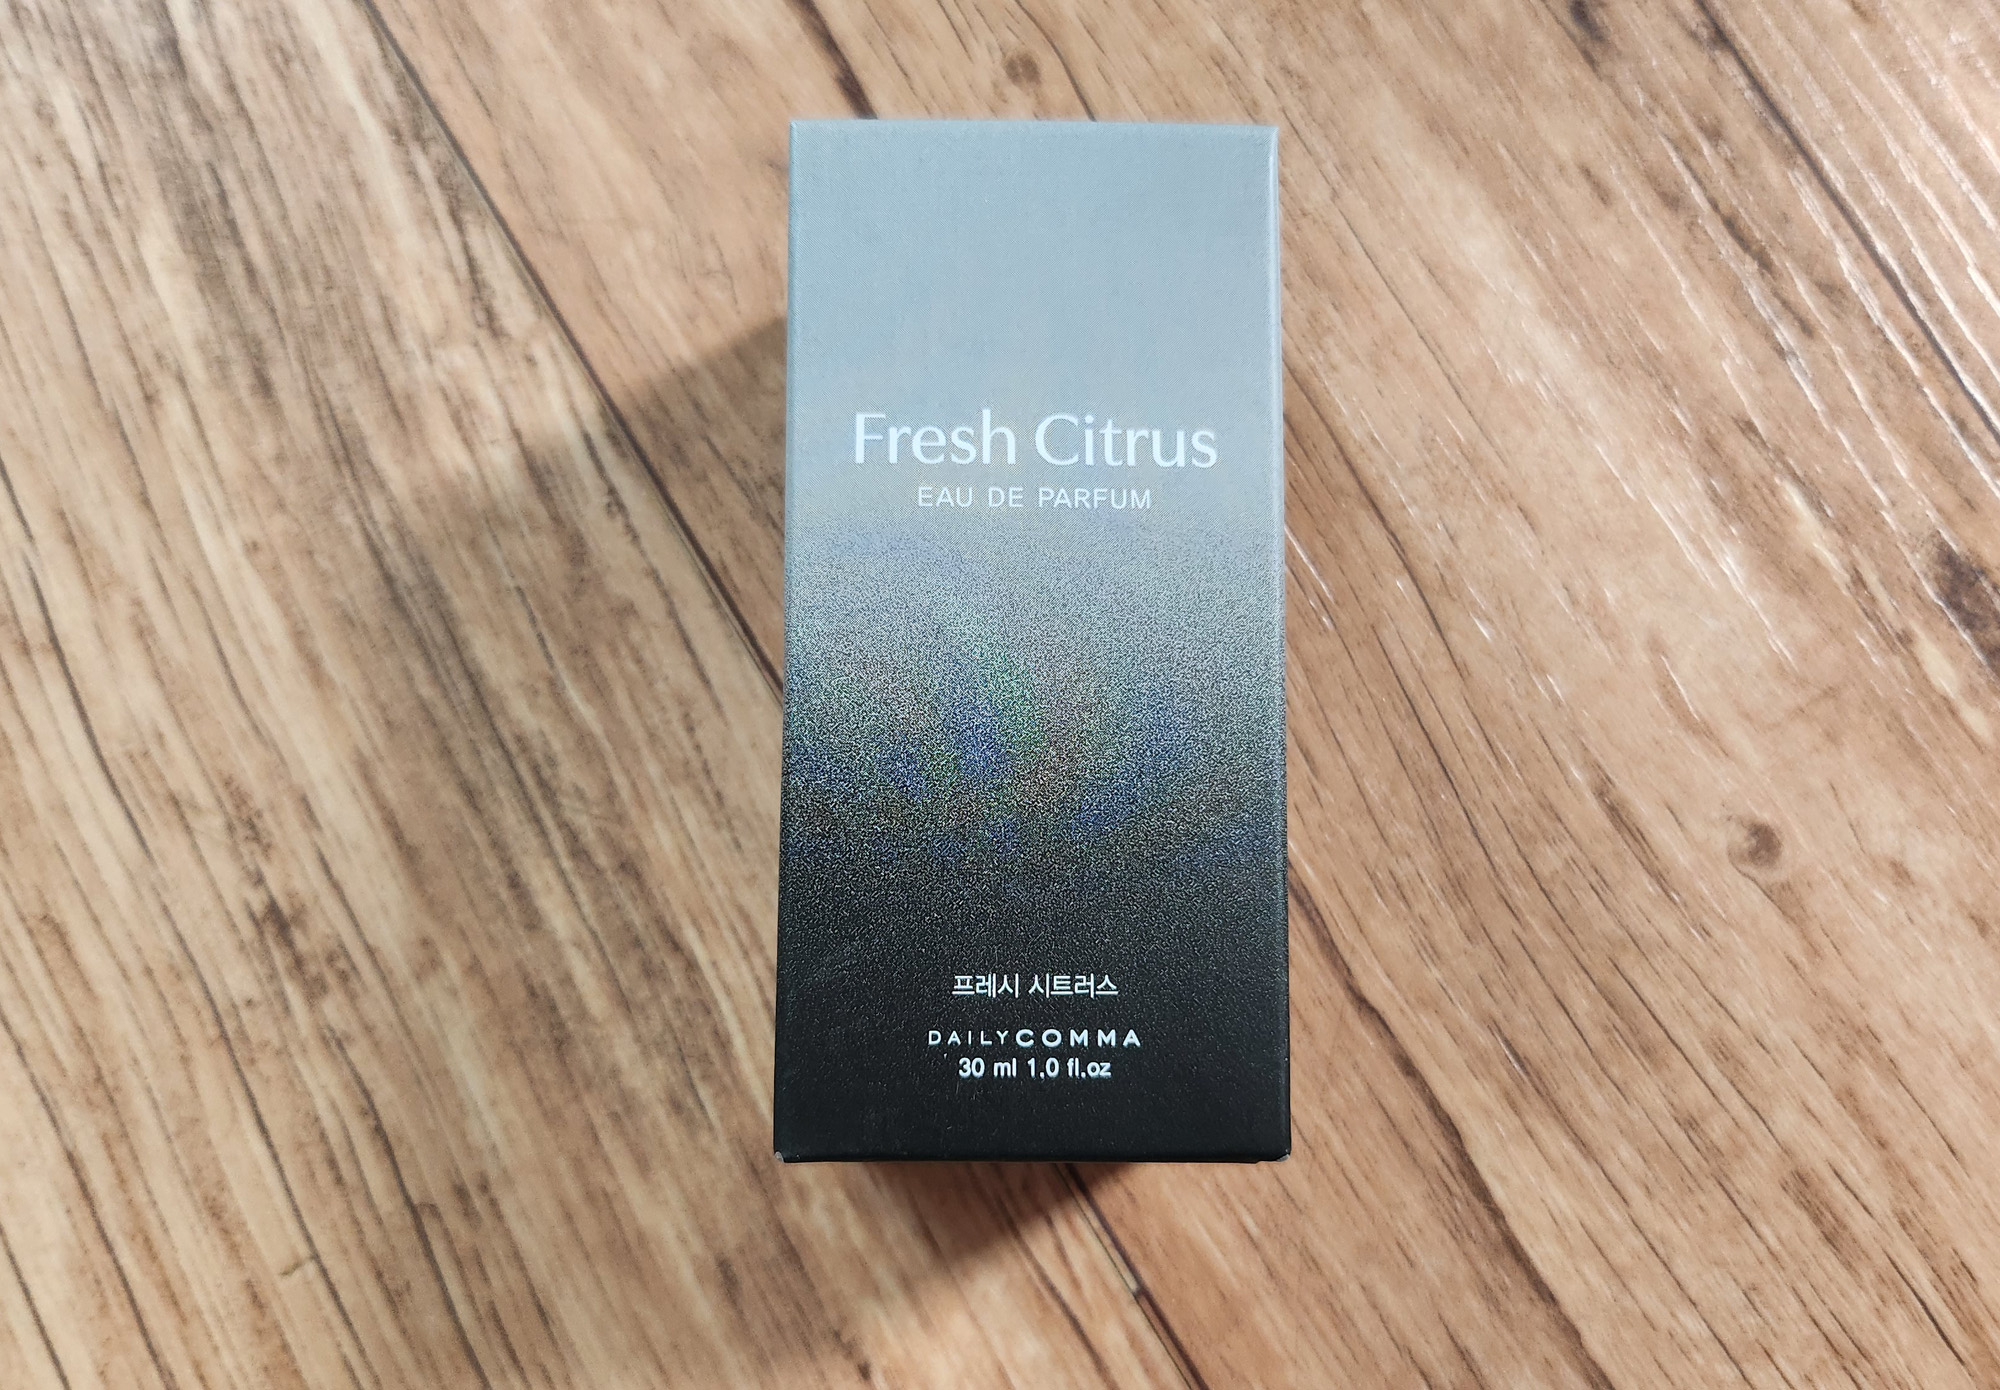 Fresh Citrus
EAU DE PARFUM
프레시 시트러스
DAILYCOMMA
30 ml 1.0 fl.oz